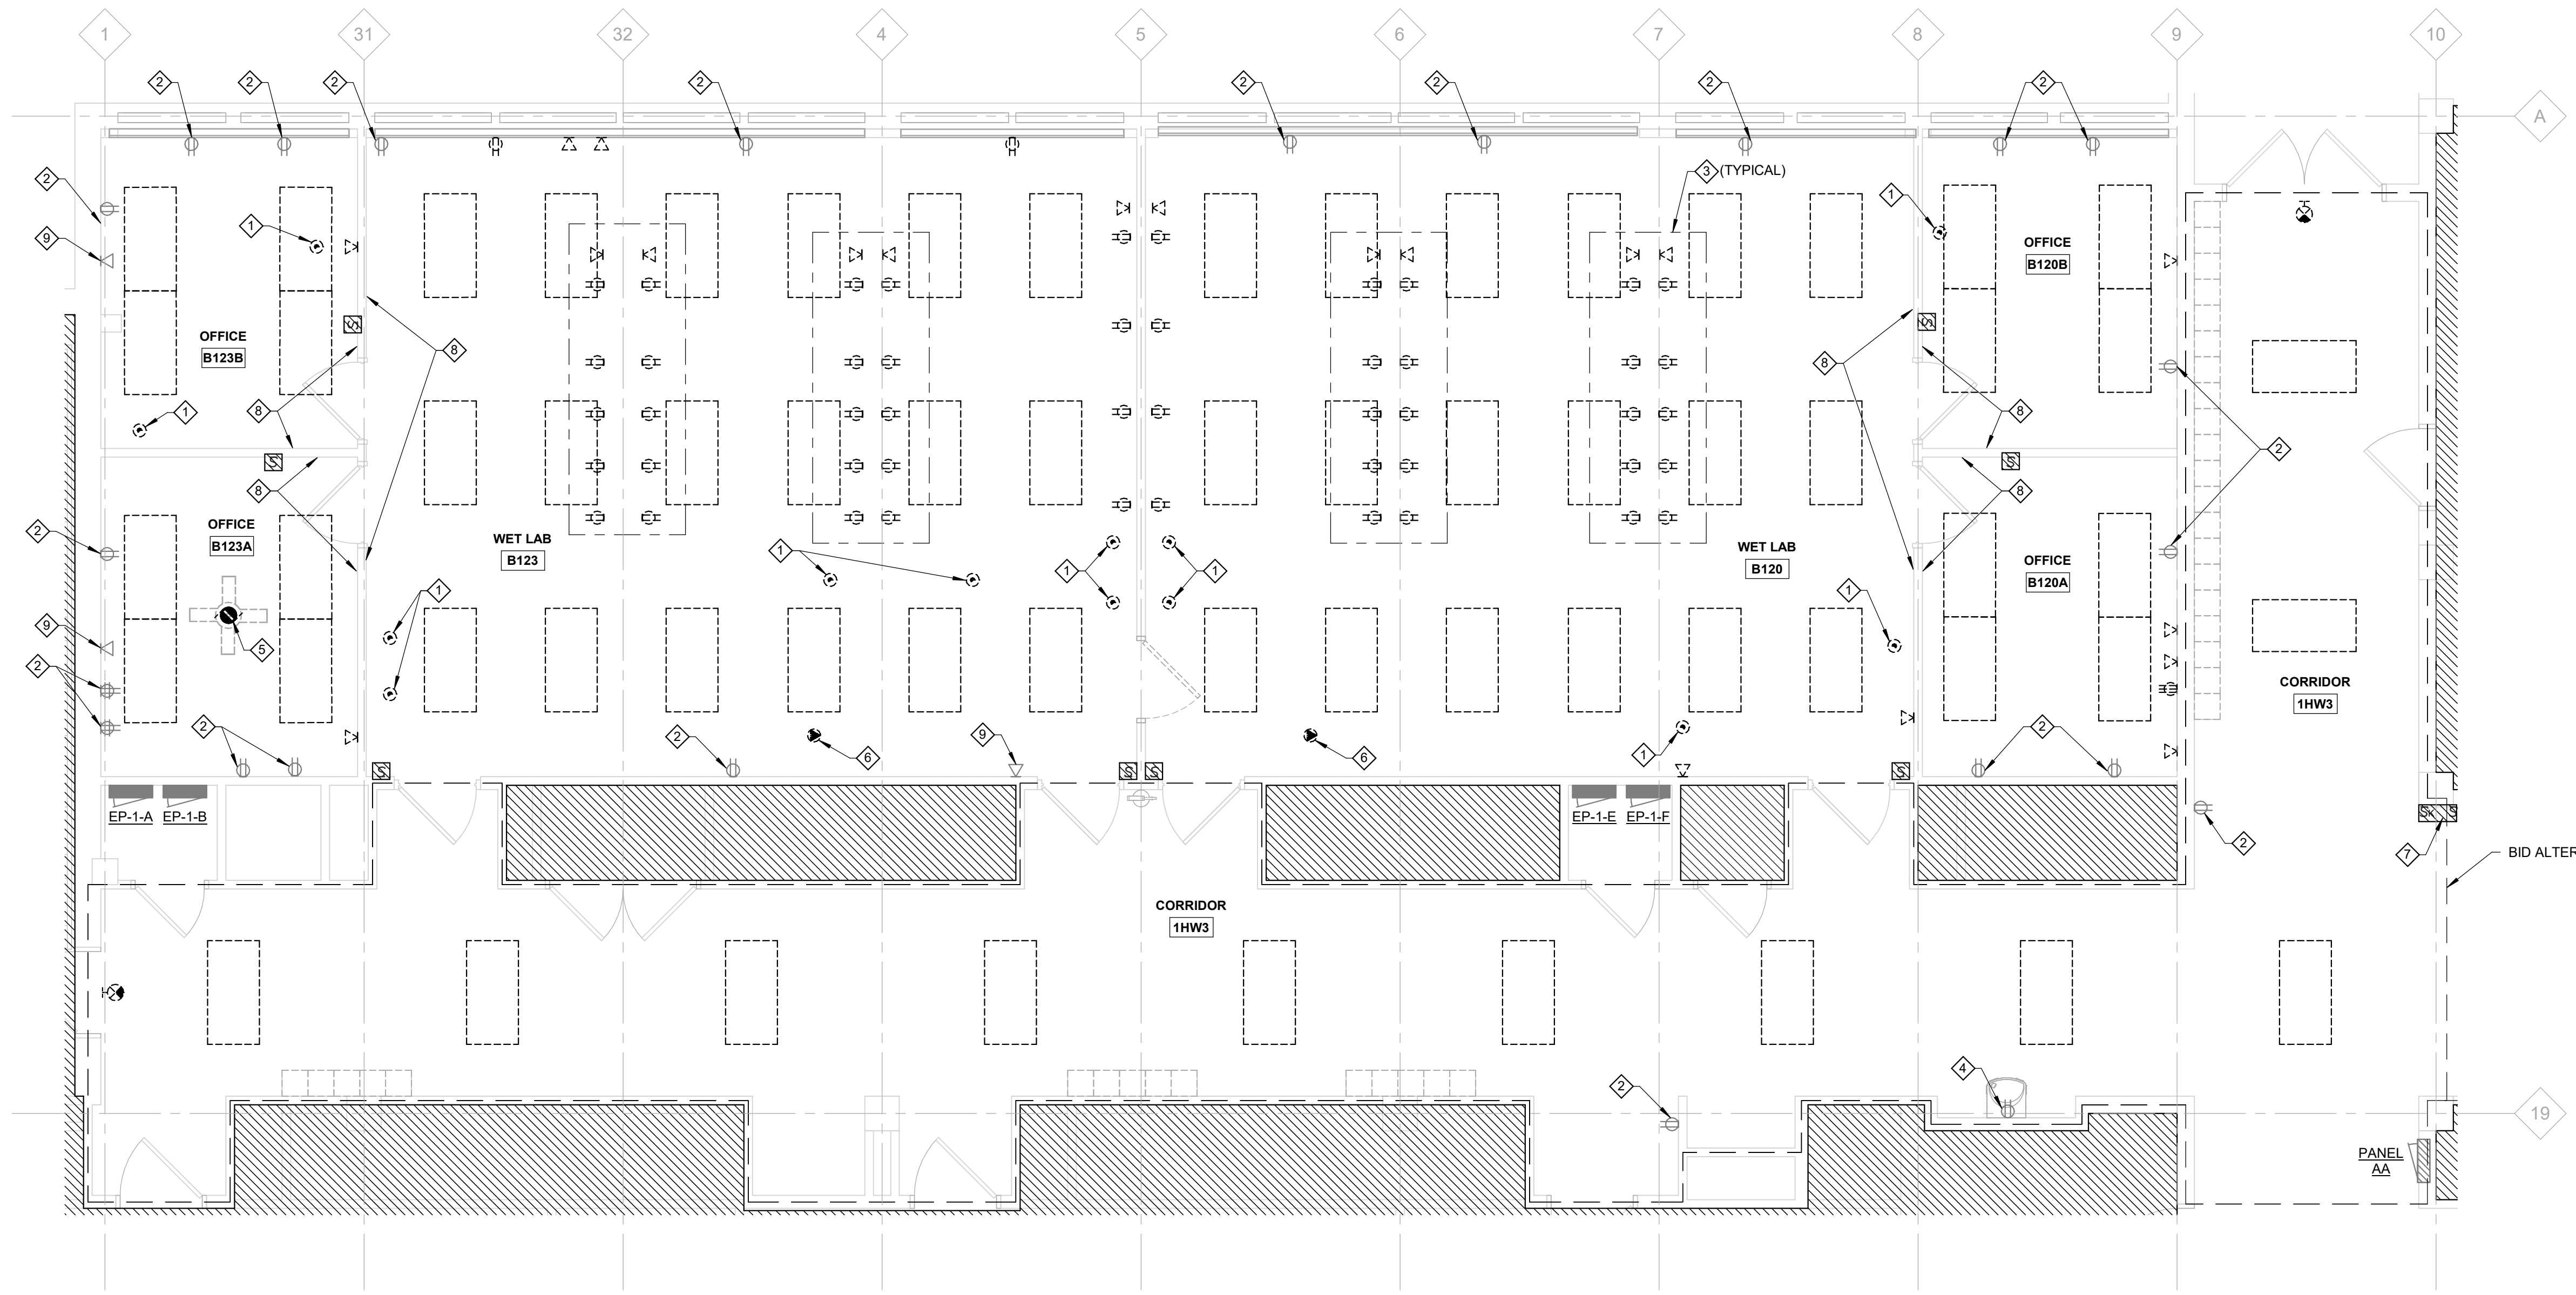 1 31 32 4 5 6 7 8 9 10
2 2 2 2 2 2 2 2
A
2
3 (TYPICAL)
1
1
9
OFFICE
B120B
OFFICE
B123B
S
S
8
8
1
8
8
2
S
S
8
8
2
OFFICE
B123A
WET LAB
B123
WET LAB
B120
OFFICE
B120A
1
1
1
1
1
9
5
2
CORRIDOR
1HW3
2
2
9
6
6
1
2
S
S
S
S
EP-1-A
EP-1-B
EP-1-E
EP-1-F
SK
S
2
7
BID ALTER
CORRIDOR
1HW3
4
2
19
PANEL
AA